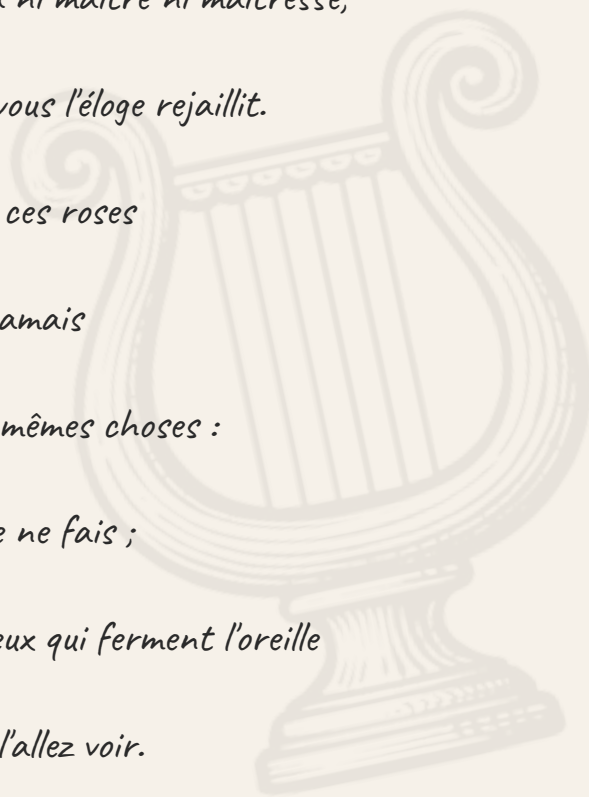 ni maître ni maîtresse,
vous l'éloge rejaillit.
ces roses
amais
mêmes choses :
e ne fais ;
eux qui ferment l'oreille
l'allez voir.